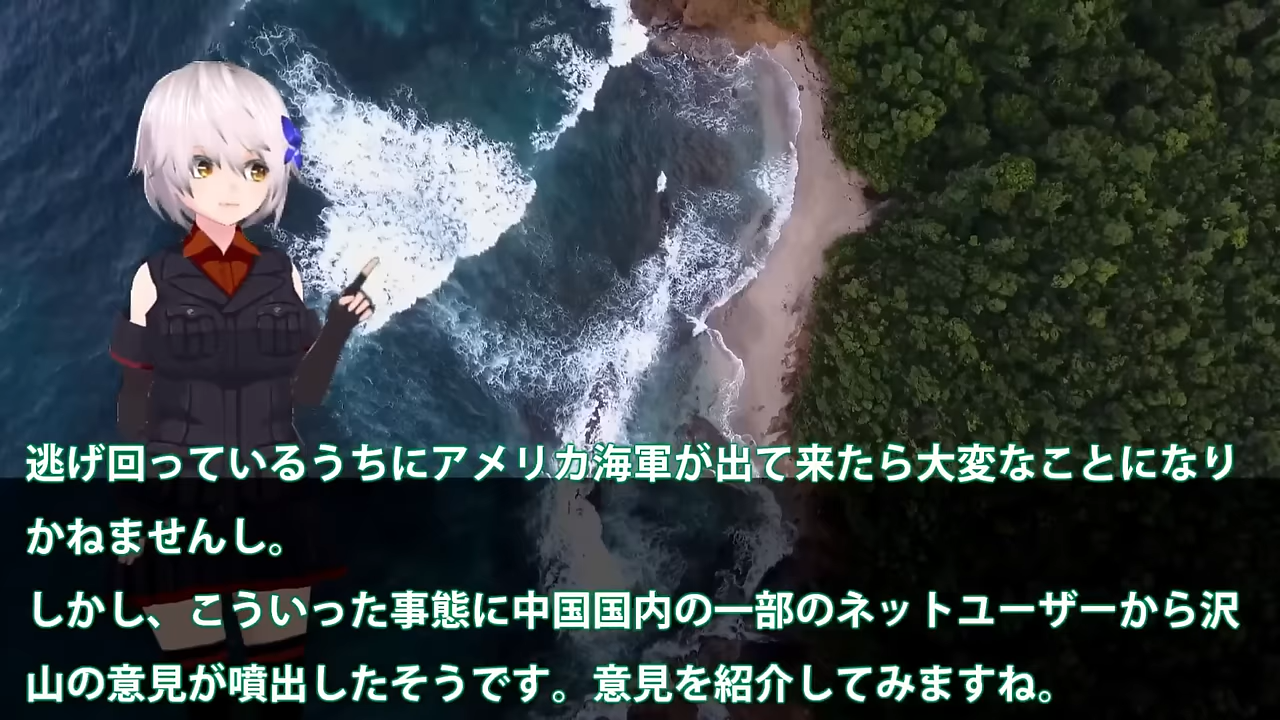 逃げ回っているうちにアメリカ海軍が出て来たら大変なことになり
かねませんし。
しかし、こういった事態に中国国内の一部のネットユーザーから沢
山の意見が噴出したそうです。意見を紹介してみますね。